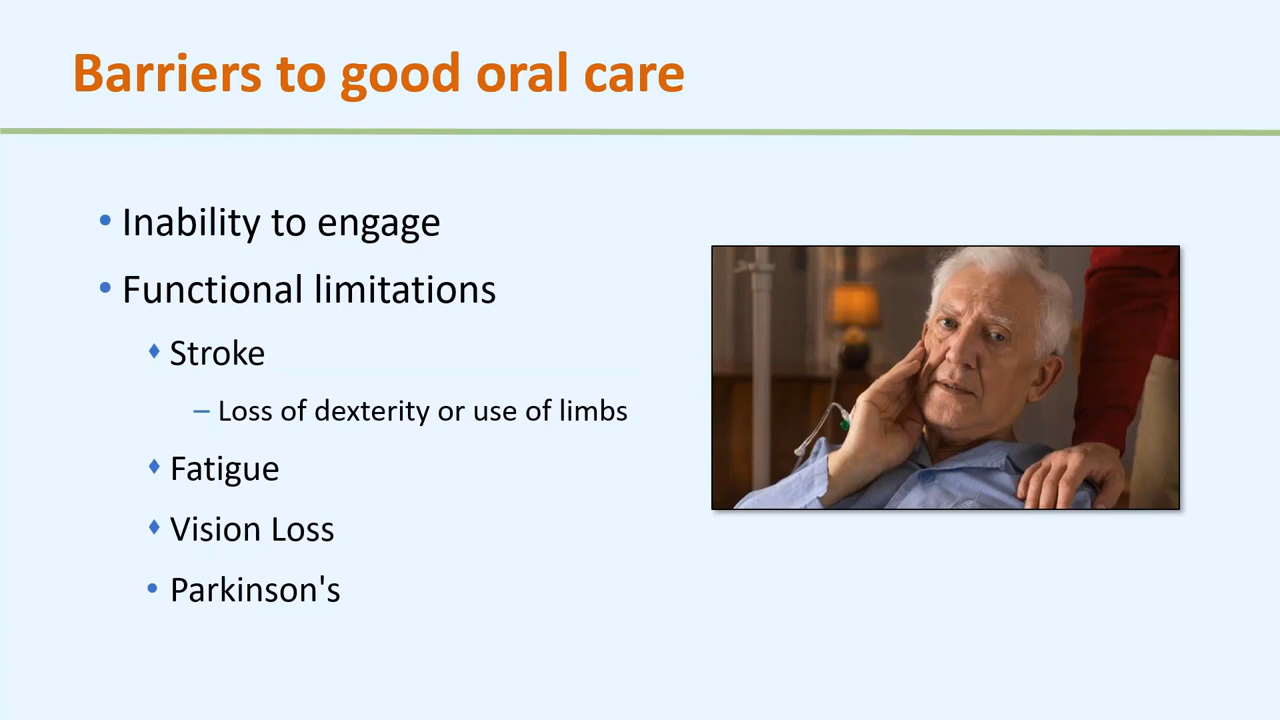 Barriers to good oral care
• Inability to engage
• Functional limitations
♦ Stroke
– Loss of dexterity or use of limbs
♦ Fatigue
♦ Vision Loss
• Parkinson's